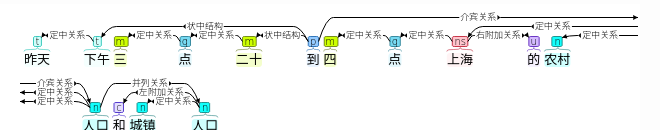 介宾关系
状中结构 定中关系
定中关系 定中关系 定中关系 状中结构 定中关系 定中关系 右附加关系 定中关系
t t m q m p m q ns u n
昨天 下午 三 点 二十 到 四 点 上海 的 农村
介宾关系 并列关系
定中关系 左附加关系
定中关系 定中关系
n c n n
人口 和 城镇 人口